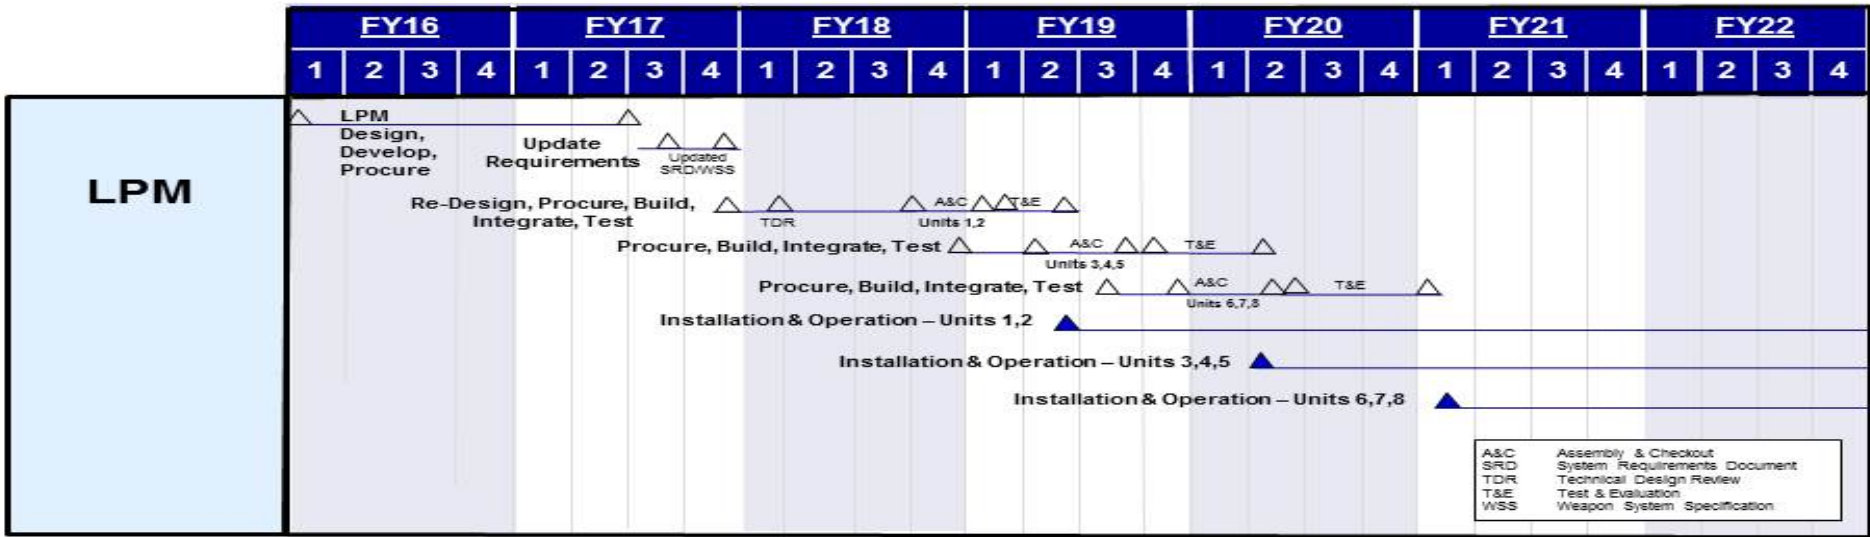 FY16 FY17 FY18 FY19 FY20 FY21 FY22
1 2 3 4 1 2 3 4 1 2 3 4 1 2 3 4 1 2 3 4 1 2 3 4 1 2 3 4
LPM
LPM
Design,
Develop,
Procure
Update
Requirements
Updated
SRD/WSS
Re-Design, Procure, Build,
Integrate, Test
TDR
A&C
Units 1,2
T&E
Procure, Build, Integrate, Test
A&C
Units 3,4,5
T&E
Procure, Build, Integrate, Test
A&C
Units 6,7,8
T&E
Installation & Operation – Units 1,2
Installation & Operation – Units 3,4,5
Installation & Operation – Units 6,7,8
A&C Assembly & Checkout
SRD System Requirements Document
TDR Technical Design Review
T&E Test & Evaluation
WSS Weapon System Specification